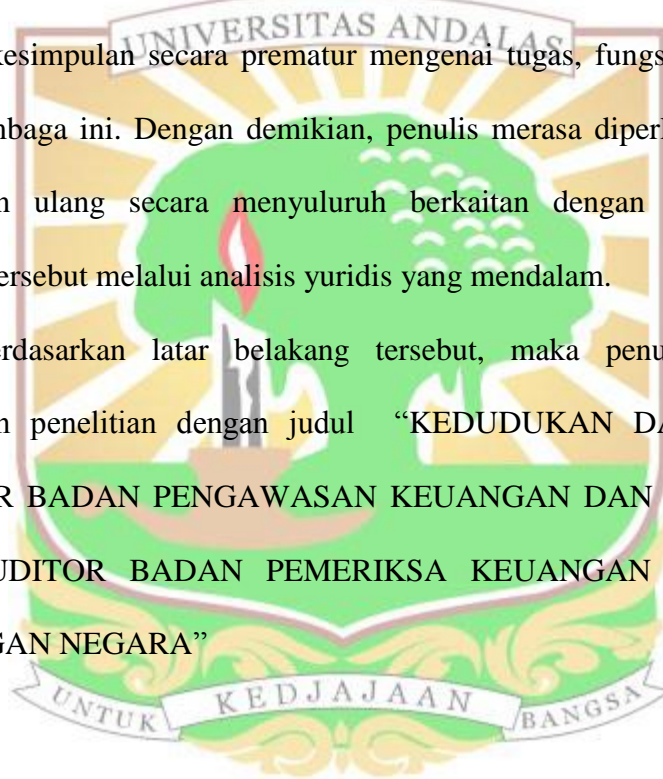 UNIVERSITAS ANDALAS
kesimpulan secara prematur mengenai tugas, fungs
mbaga ini. Dengan demikian, penulis merasa diperl
n ulang secara menyuluruh berkaitan dengan
ersebut melalui analisis yuridis yang mendalam.
erdasarkan latar belakang tersebut, maka penu
n penelitian dengan judul “KEDUDUKAN DA
R BADAN PENGAWASAN KEUANGAN DAN
UDITOR BADAN PEMERIKSA KEUANGAN
GAN NEGARA”
UNTUK KEDJAJAAN BANGSA